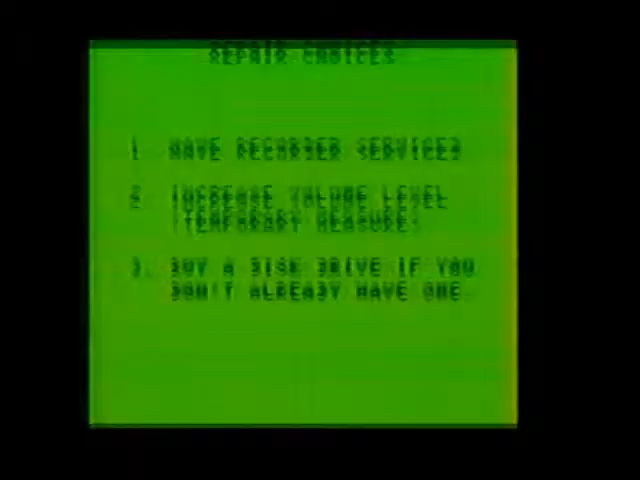 REPAIR CHOICES
1. HAVE RECORDER SERVICED
2. INCREASE VOLUME LEVEL
(TEMPORARY MEASURE)
3. BUY A DISK DRIVE IF YOU
DON'T ALREADY HAVE ONE.